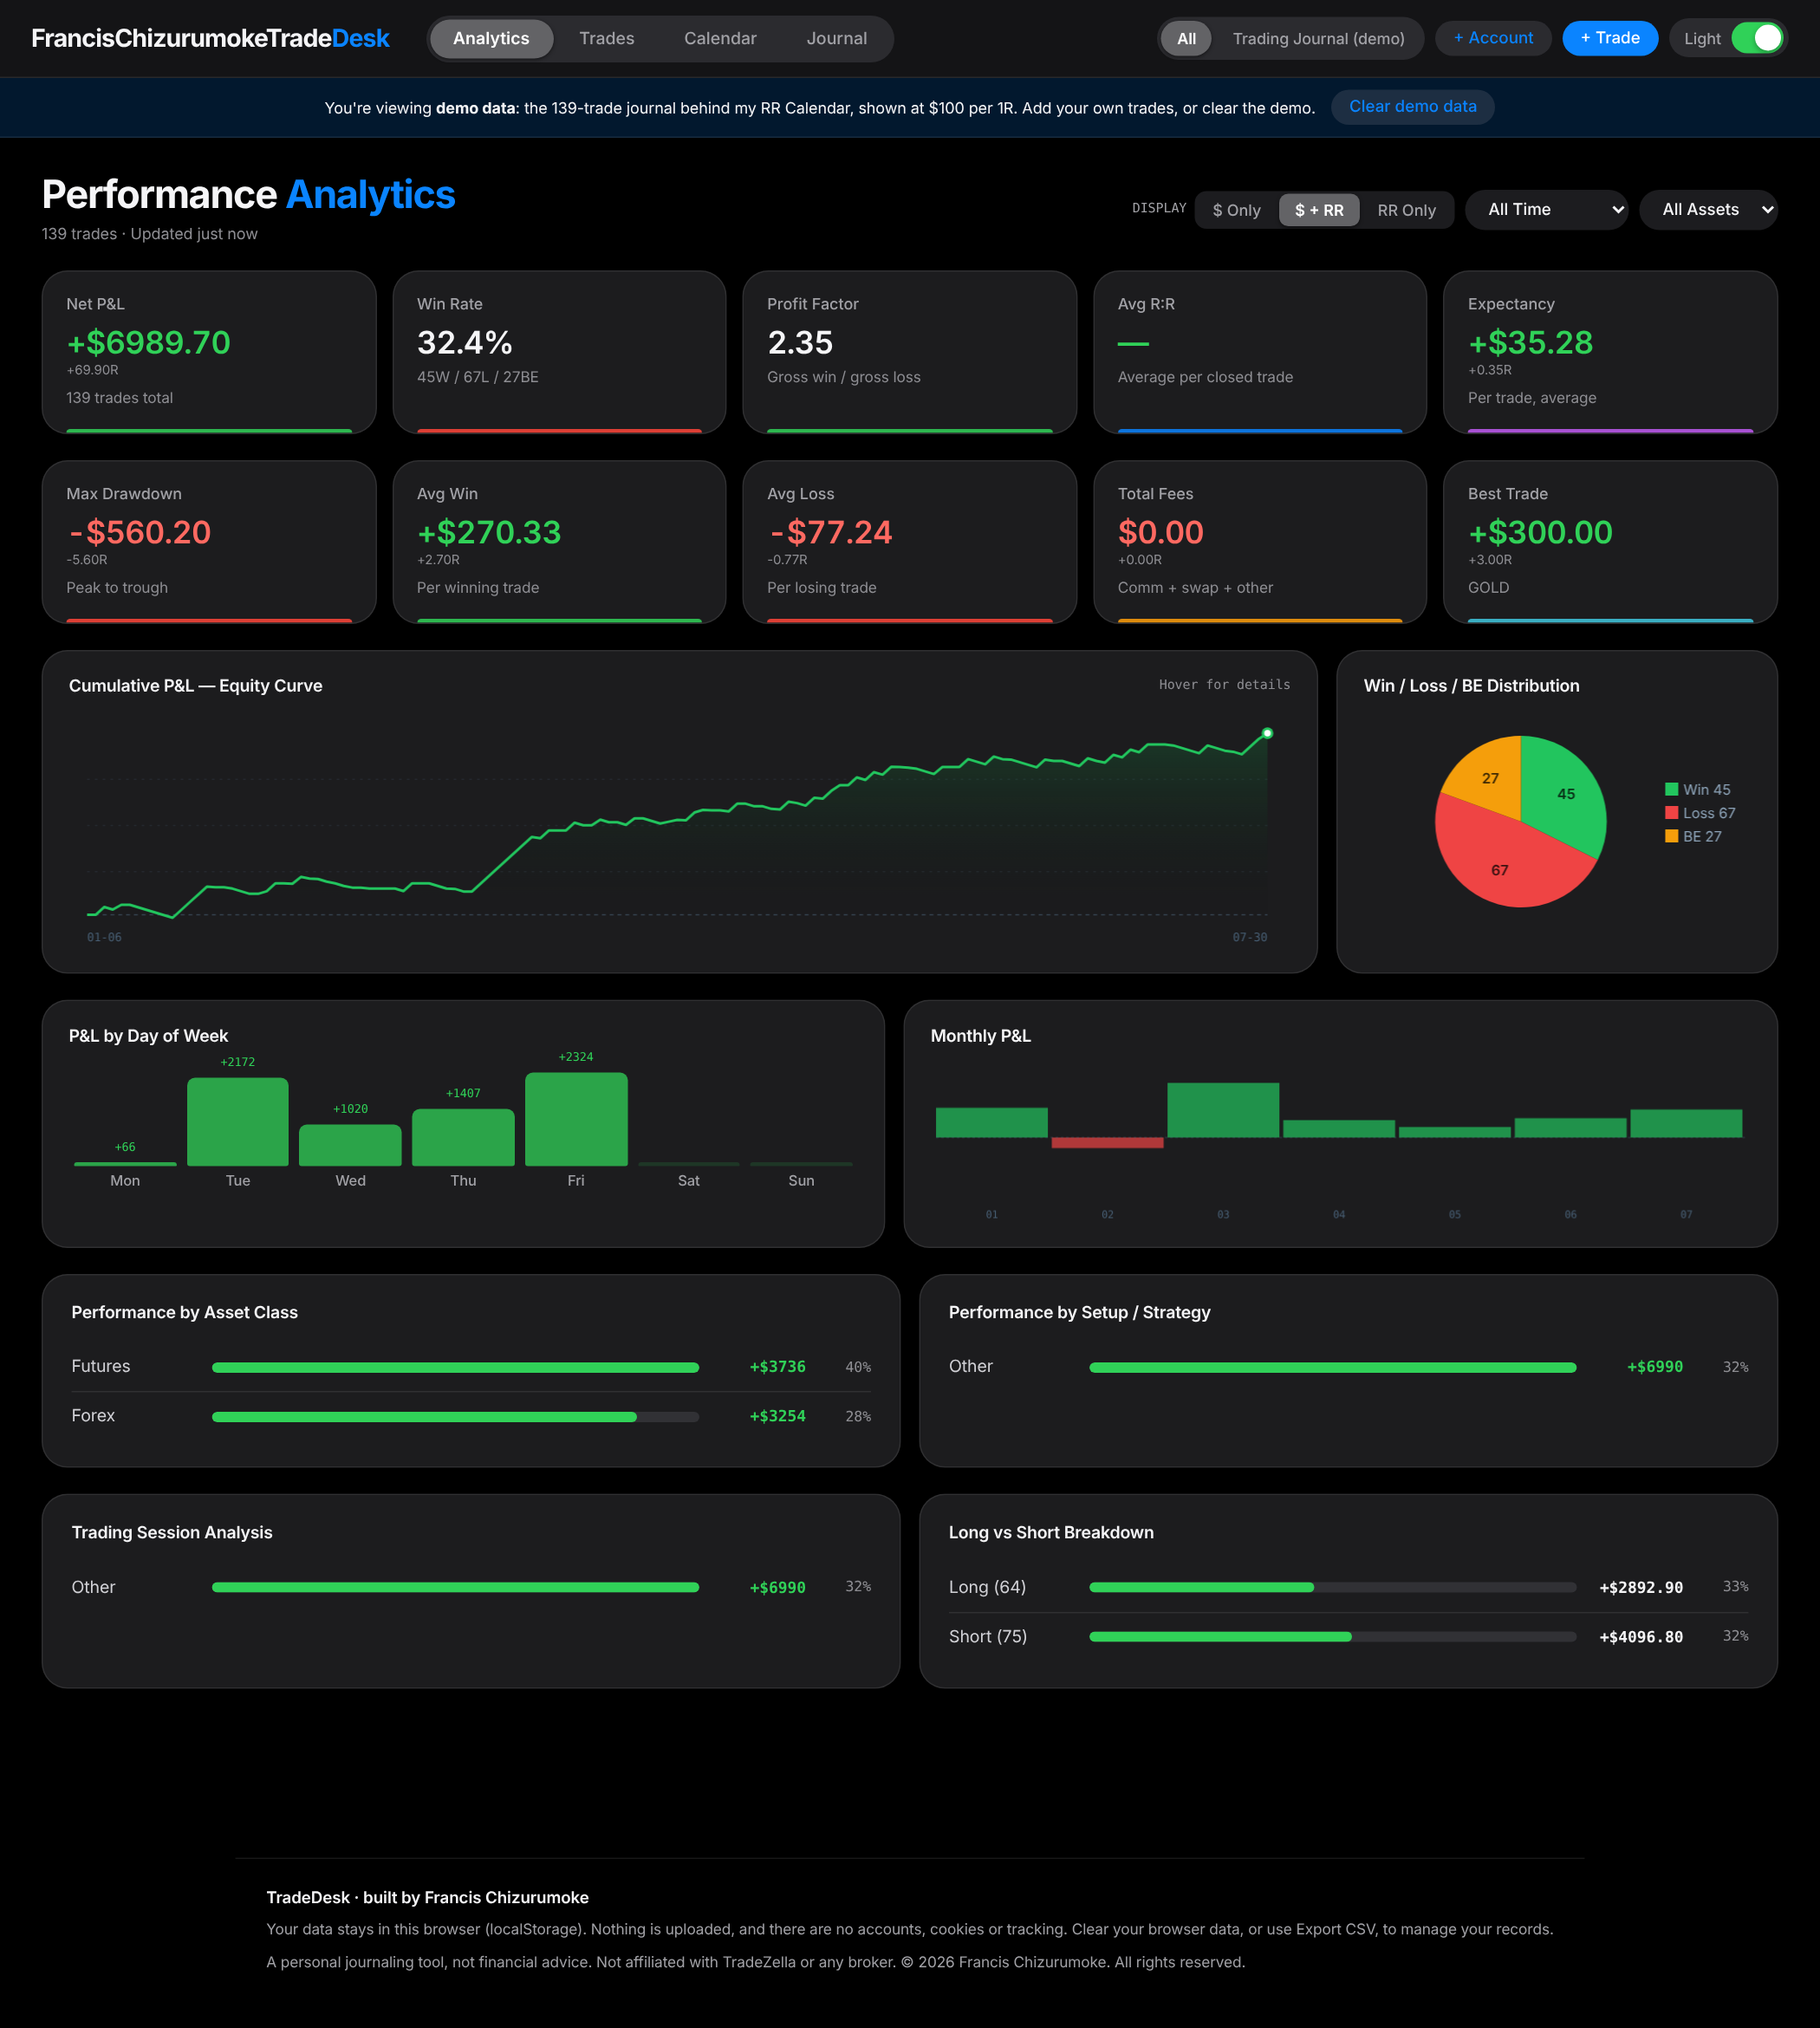 FrancisChizurumokeTradeDesk
Analytics
Trades
Calendar
Journal
All
Trading Journal (demo)
+ Account
+ Trade
Light
You're viewing demo data: the 139-trade journal behind my RR Calendar, shown at $100 per 1R. Add your own trades, or clear the demo.
Clear demo data
Performance Analytics
139 trades · Updated just now
DISPLAY
$ Only
$ + RR
RR Only
All Time
All Assets
Net P&L
+$6989.70
+69.90R
139 trades total
Win Rate
32.4%
45W / 67L / 27BE
Profit Factor
2.35
Gross win / gross loss
Avg R:R
—
Average per closed trade
Expectancy
+$35.28
+0.35R
Per trade, average
Max Drawdown
-$560.20
-5.60R
Peak to trough
Avg Win
+$270.33
+2.70R
Per winning trade
Avg Loss
-$77.24
-0.77R
Per losing trade
Total Fees
$0.00
+0.00R
Comm + swap + other
Best Trade
+$300.00
+3.00R
GOLD
Cumulative P&L — Equity Curve
Hover for details
01-06
07-30
Win / Loss / BE Distribution
27
45
67
Win 45
Loss 67
BE 27
P&L by Day of Week
+66
+2172
+1020
+1407
+2324
Mon
Tue
Wed
Thu
Fri
Sat
Sun
Monthly P&L
01
02
03
04
05
06
07
Performance by Asset Class
Futures
+$3736
40%
Forex
+$3254
28%
Performance by Setup / Strategy
Other
+$6990
32%
Trading Session Analysis
Other
+$6990
32%
Long vs Short Breakdown
Long (64)
+$2892.90
33%
Short (75)
+$4096.80
32%
TradeDesk · built by Francis Chizurumoke
Your data stays in this browser (localStorage). Nothing is uploaded, and there are no accounts, cookies or tracking. Clear your browser data, or use Export CSV, to manage your records.
A personal journaling tool, not financial advice. Not affiliated with TradeZella or any broker. © 2026 Francis Chizurumoke. All rights reserved.